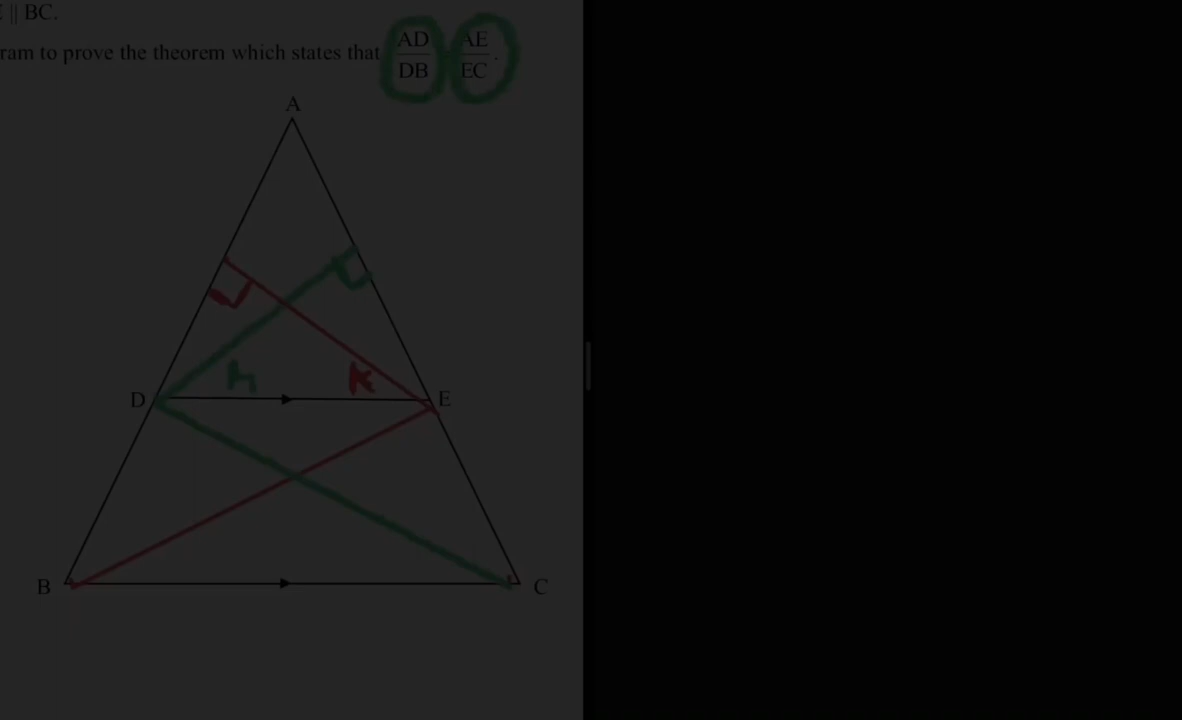 || BC.
ram to prove the theorem which states that AD/DB AE/EC .
A
h
k
D
E
B
C